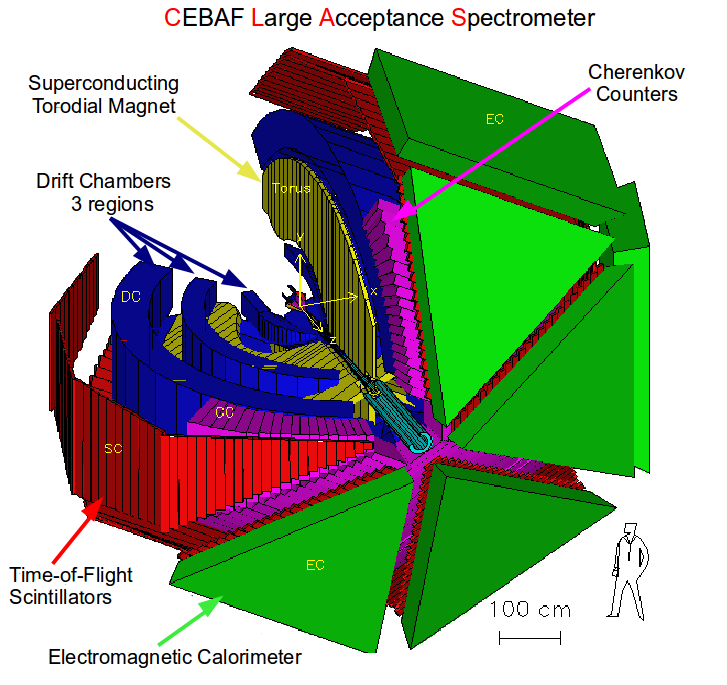 CEBAF Large Acceptance Spectrometer
Superconducting
Torodial Magnet
Cherenkov
Counters
EC
Drift Chambers
3 regions
Torus
y
x
z
DC
CC
SC
EC
Time-of-Flight
Scintillators
100 cm
Electromagnetic Calorimeter